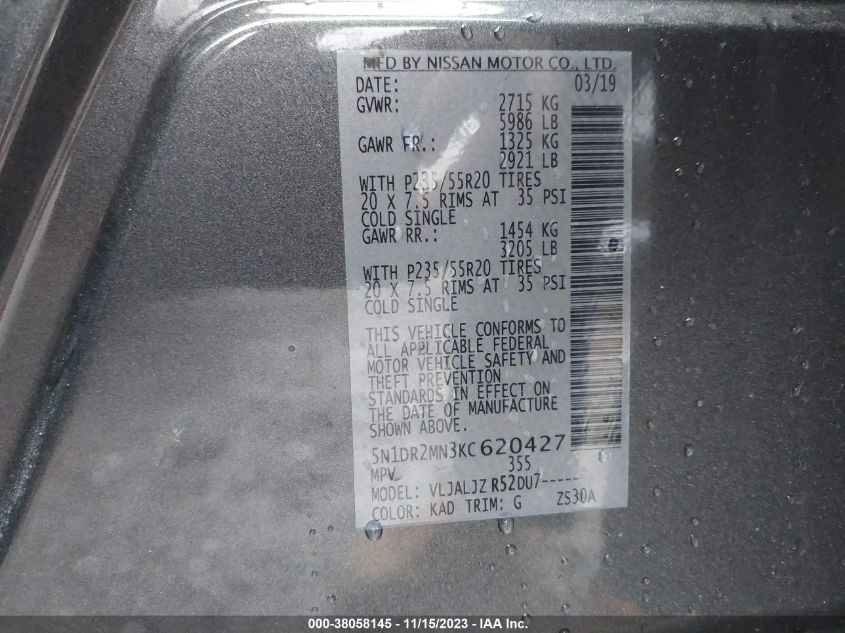 MFD BY NISSAN MOTOR CO., LTD.
DATE: 03/19
GVWR: 2715 KG
5986 LB
GAWR FR.: 1325 KG
2921 LB
WITH P235/55R20 TIRES
20 X 7.5 RIMS AT 35 PSI
COLD SINGLE
GAWR RR.: 1454 KG
3205 LB
WITH P235/55R20 TIRES
20 X 7.5 RIMS AT 35 PSI
COLD SINGLE
THIS VEHICLE CONFORMS TO
ALL APPLICABLE FEDERAL
MOTOR VEHICLE SAFETY AND
THEFT PREVENTION
STANDARDS IN EFFECT ON
THE DATE OF MANUFACTURE
SHOWN ABOVE.
5N1DR2MN3KC620427
MPV 355
MODEL: VLJALJZ R52DU7-----
COLOR: KAD TRIM: G ZS30A
000-38058145 - 11/15/2023 - IAA Inc.